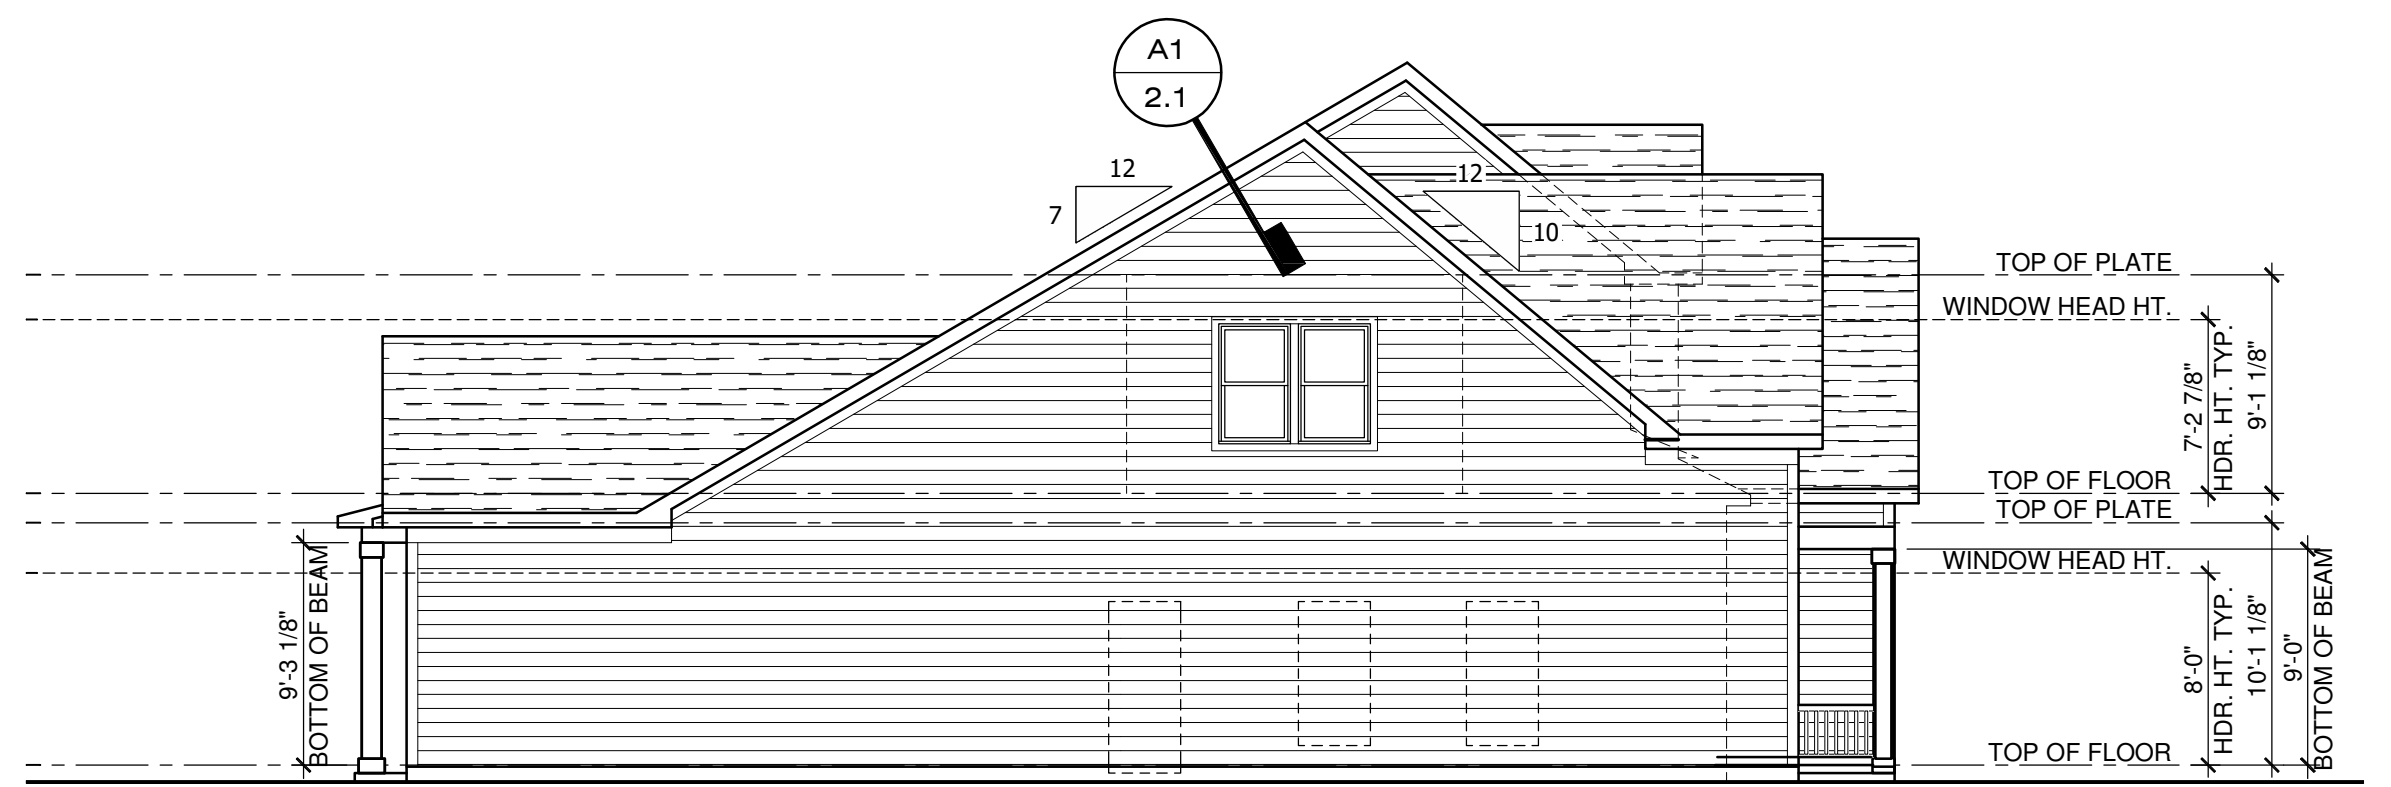 A1
2.1
12
7
12
10
TOP OF PLATE
WINDOW HEAD HT.
7'-2 7/8"
HDR. HT. TYP.
9'-1 1/8"
TOP OF FLOOR
TOP OF PLATE
WINDOW HEAD HT.
9'-3 1/8"
BOTTOM OF BEAM
8'-0"
HDR. HT. TYP.
10'-1 1/8"
9'-0"
BOTTOM OF BEAM
TOP OF FLOOR